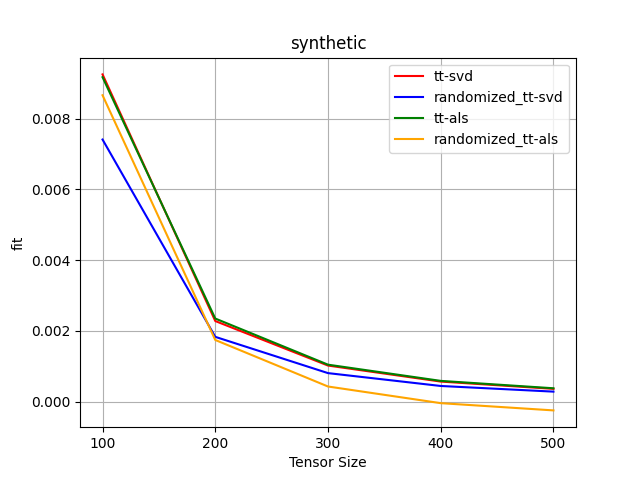 synthetic
tt-svd
randomized_tt-svd
tt-als
randomized_tt-als
0.008
0.006
0.004
0.002
0.000
fit
100
200
300
400
500
Tensor Size